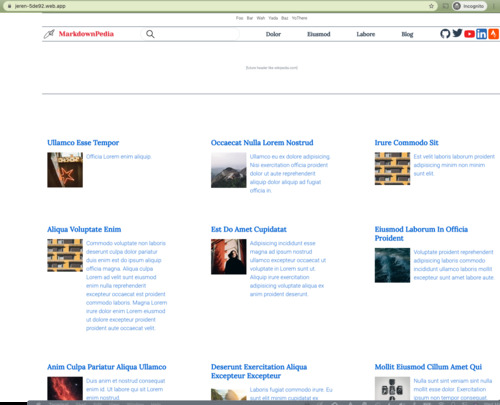 jeren-5de92.web.app
Incognito
Foo Bar Wah Yada Baz YoThere
MarkdownPedia
Dolor Eiusmod Labore Blog
Ullamco Esse Tempor
Officia Lorem enim aliquip.
Occaecat Nulla Lorem Nostrud
Ullamco eu ex dolore adipisicing.
Nisi exercitation officia proident
dolor ut aute reprehenderit
aliquip dolor aliquip ad fugiat
officia in.
Irure Commodo Sit
Est velit laboris laborum proident
adipisicing minim non minim
sunt elit.
Aliqua Voluptate Enim
Commodo voluptate non laboris
deserunt culpa dolor pariatur
duis enim est do ipsum aliquip
officia magna. Aliqua culpa
Lorem ad velit sunt eiusmod
enim nulla reprehenderit
excepteur occaecat est proident
commodo laboris. Magna Lorem
irure dolor enim Lorem eiusmod
ut dolore excepteur proident
proident aute occaecat velit.
Est Do Amet Cupidatat
Adipisicing incididunt esse
magna ad ipsum nostrud
ullamco excepteur occaecat ut
voluptate in Lorem sunt ut.
Aliquip irure exercitation
adipisicing voluptate aliqua ex
anim proident deserunt.
Eiusmod Laborum In Officia
Proident
Voluptate proident reprehenderit
adipisicing laboris commodo
incididunt ullamco laboris mollit
excepteur sunt amet labore aute.
Anim Culpa Pariatur Aliqua Ullamco
Duis anim et nostrud consequat
enim id. Ut labore qui sit Lorem
enim nostrud.
Deserunt Exercitation Aliqua
Excepteur Excepteur
Laboris fugiat commodo irure. Eu
sunt elit minim cupidatat ex
Mollit Eiusmod Cillum Amet Qui
Nulla sunt sint veniam sint nulla
mollit esse dolor. Exercitation
ipsum non tempor consequat